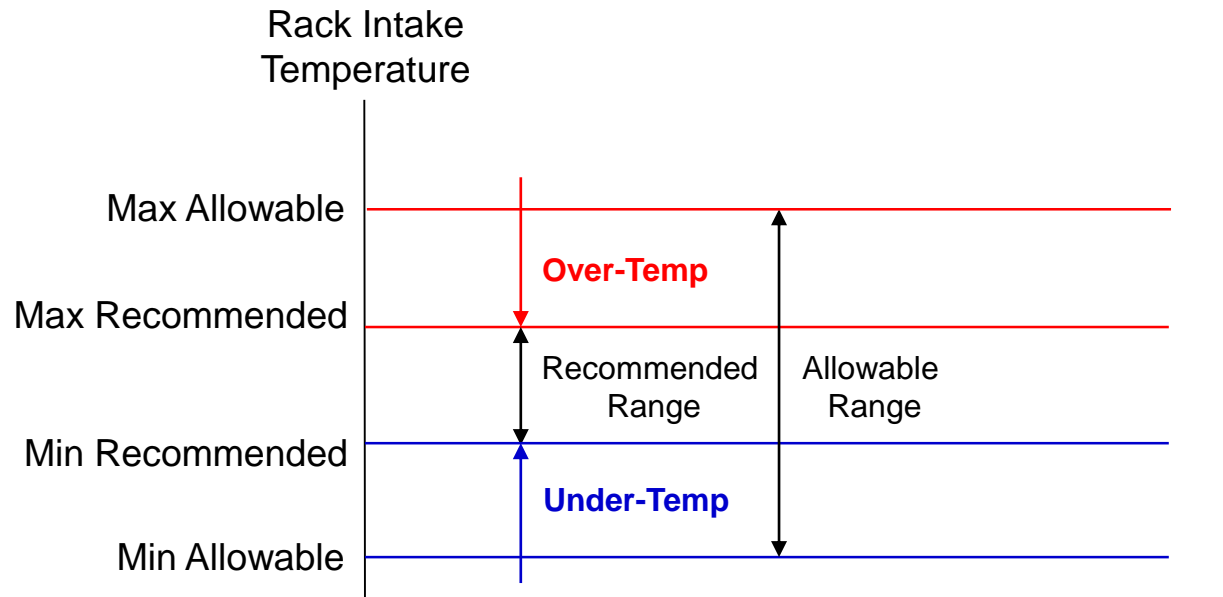 Rack Intake
Temperature
Max Allowable
Over-Temp
Max Recommended
Recommended
Range
Allowable
Range
Min Recommended
Under-Temp
Min Allowable